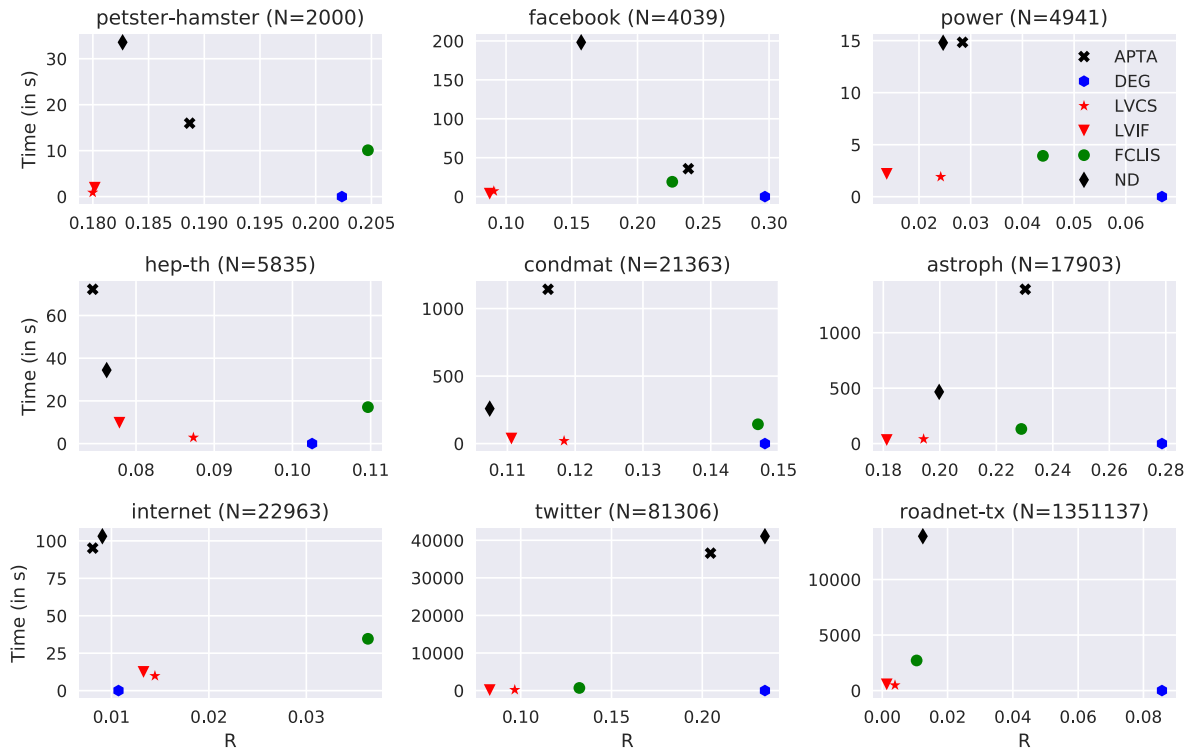 petster-hamster (N=2000)
facebook (N=4039)
power (N=4941)
Time (in s)
30
20
10
0
0.180 0.185 0.190 0.195 0.200 0.205
200
150
100
50
0
0.10 0.15 0.20 0.25 0.30
15
10
5
0
0.02 0.03 0.04 0.05 0.06
APTA
DEG
LVCS
LVIF
FCLIS
ND
hep-th (N=5835)
condmat (N=21363)
astroph (N=17903)
Time (in s)
60
40
20
0
0.08 0.09 0.10 0.11
1000
500
0
0.11 0.12 0.13 0.14 0.15
1000
500
0
0.18 0.20 0.22 0.24 0.26 0.28
internet (N=22963)
twitter (N=81306)
roadnet-tx (N=1351137)
Time (in s)
100
75
50
25
0
0.01 0.02 0.03
R
40000
30000
20000
10000
0
0.10 0.15 0.20
R
10000
5000
0
0.00 0.02 0.04 0.06 0.08
R